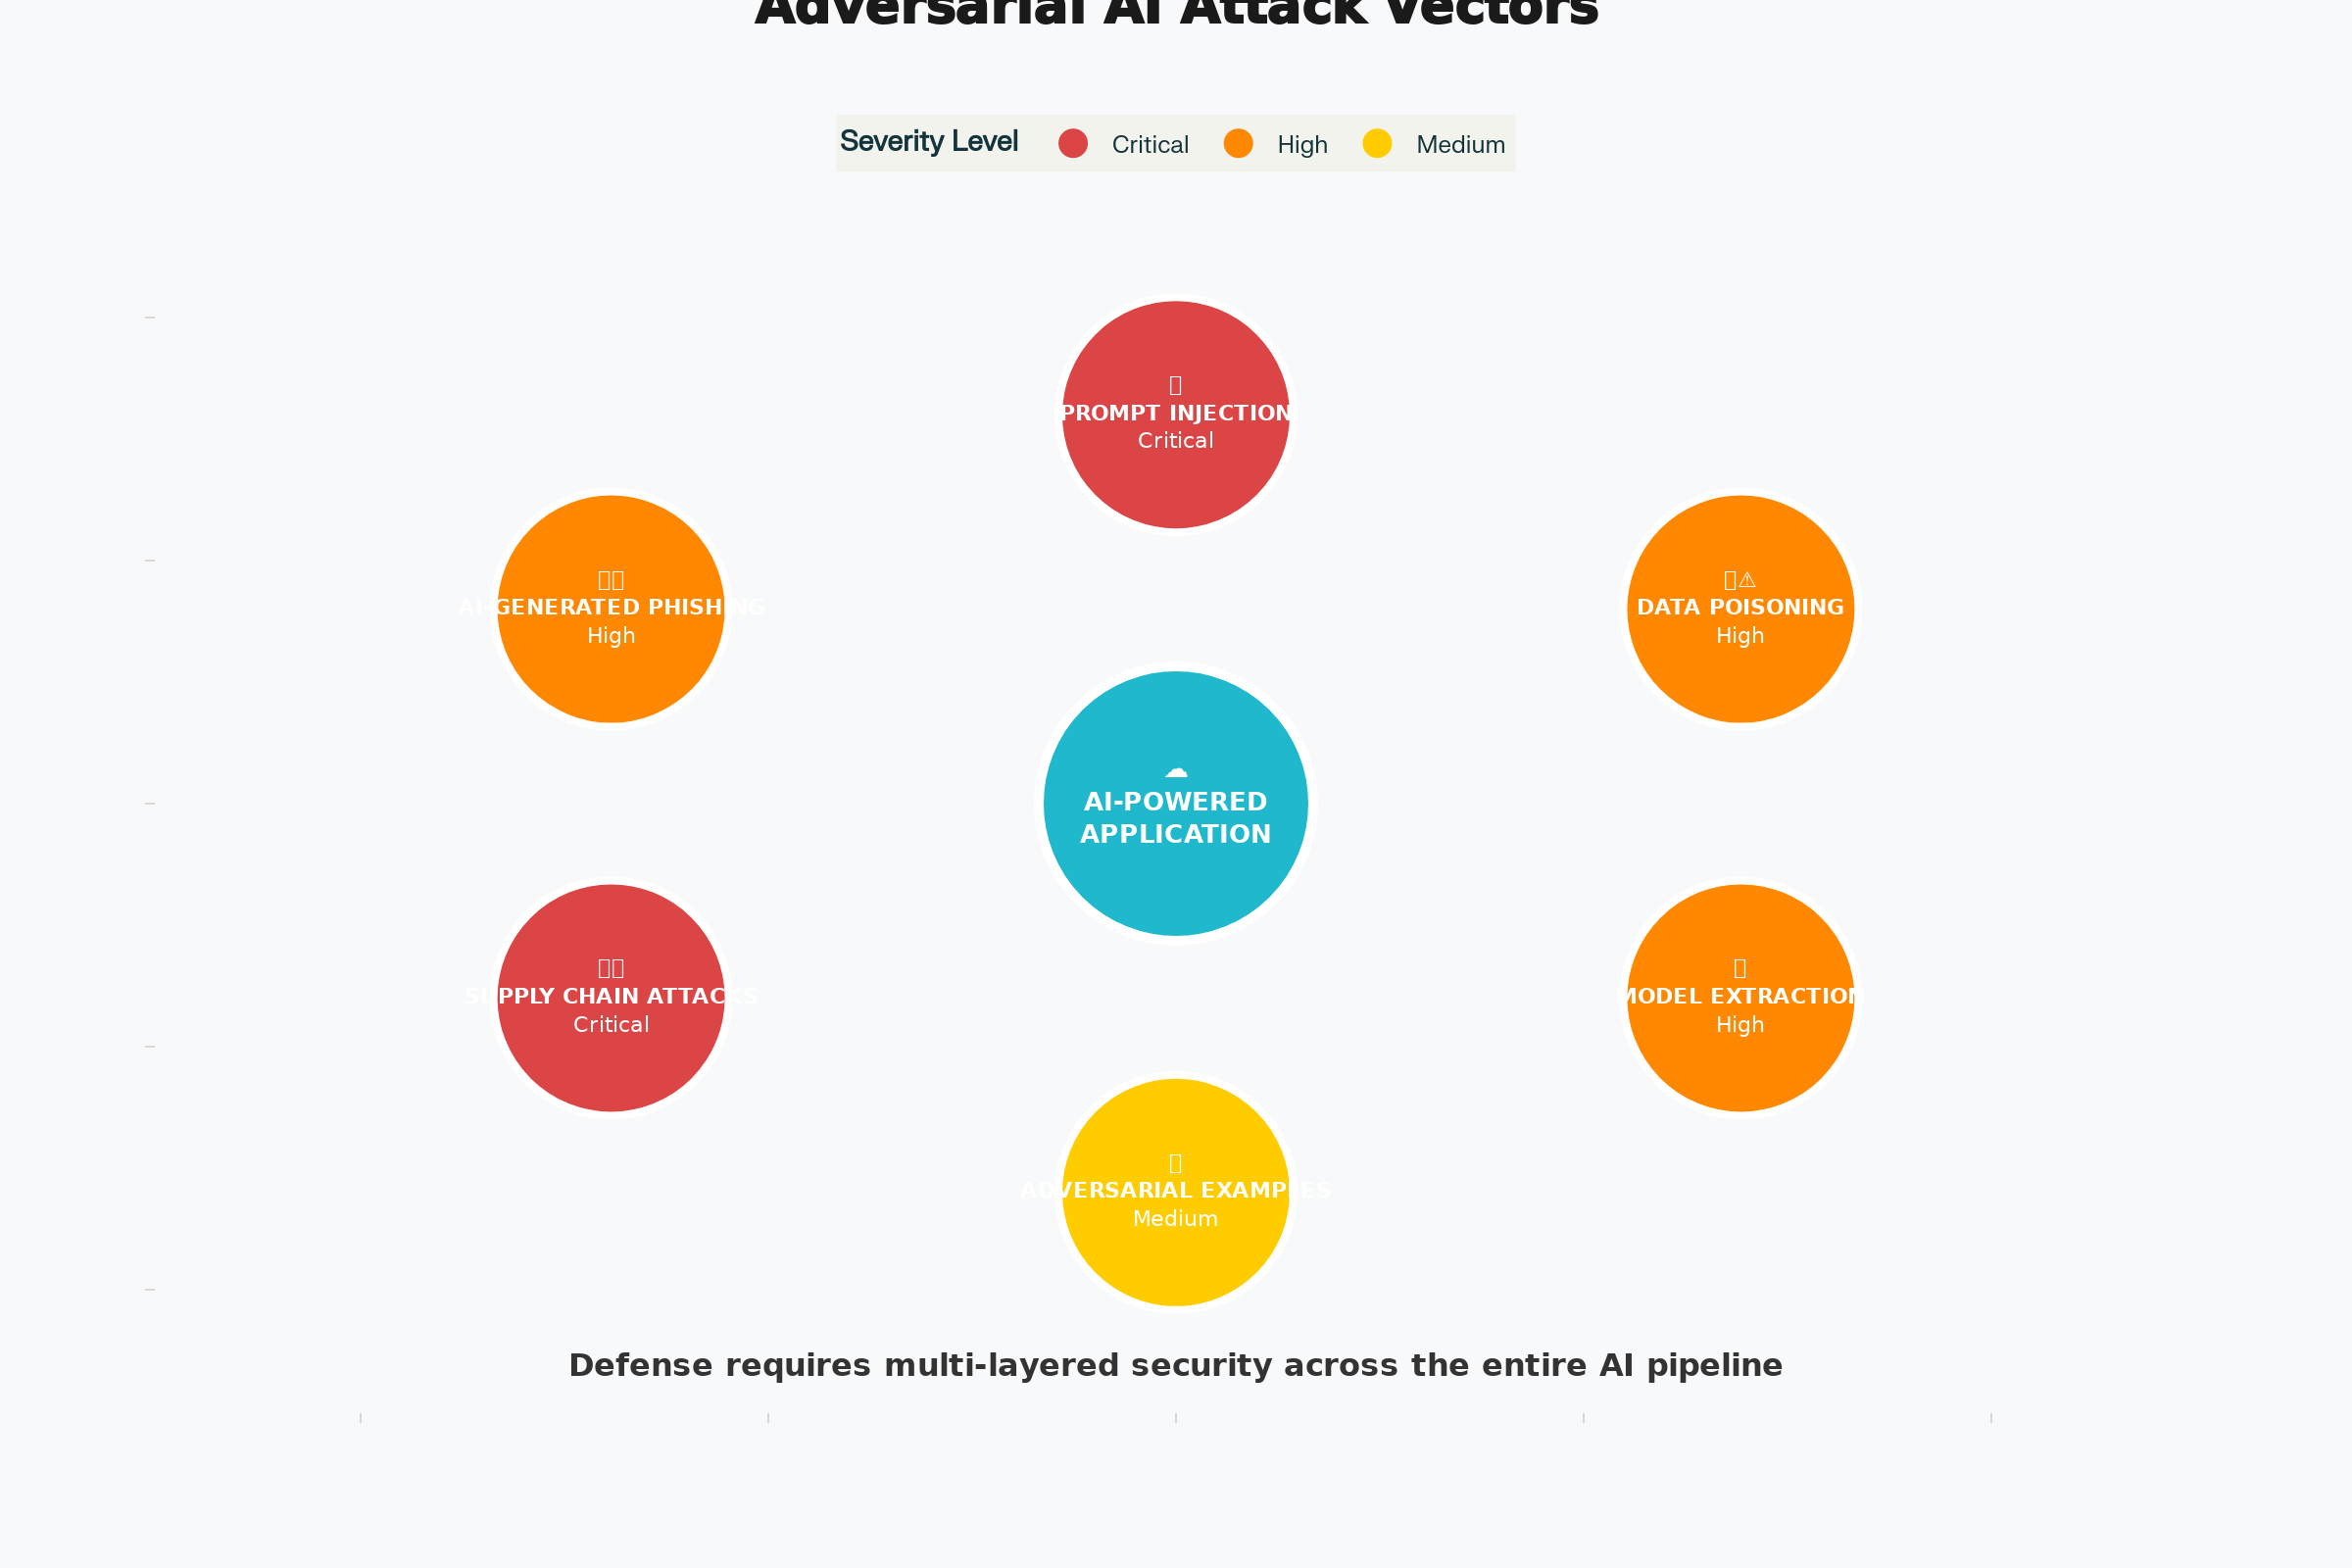 Adversarial AI Attack Vectors
Severity Level Critical High Medium
PROMPT INJECTION
Critical
AI-GENERATED PHISHING
High
⚠
DATA POISONING
High
☁
AI-POWERED
APPLICATION
SUPPLY CHAIN ATTACKS
Critical
MODEL EXTRACTION
High
ADVERSARIAL EXAMPLES
Medium
Defense requires multi-layered security across the entire AI pipeline